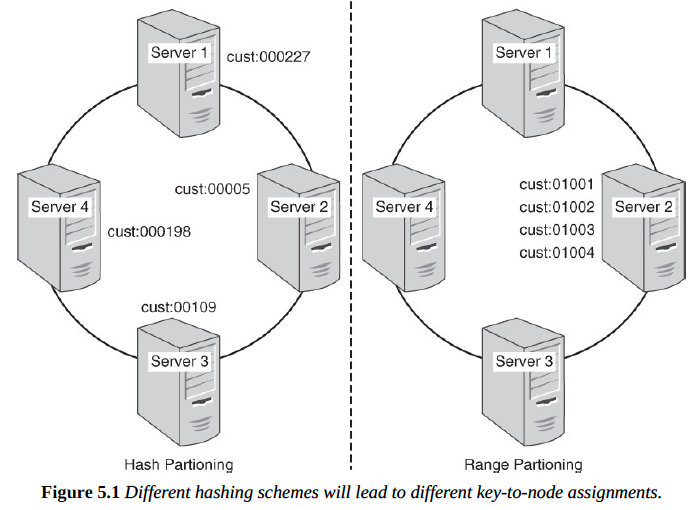 Server 1
cust:000227
cust:00005
Server 2
Server 4
cust:000198
cust:00109
Server 3
Hash Partioning
Server 1
cust:01001
cust:01002
cust:01003
cust:01004
Server 2
Server 4
Server 3
Range Partioning
Figure 5.1 Different hashing schemes will lead to different key-to-node assignments.